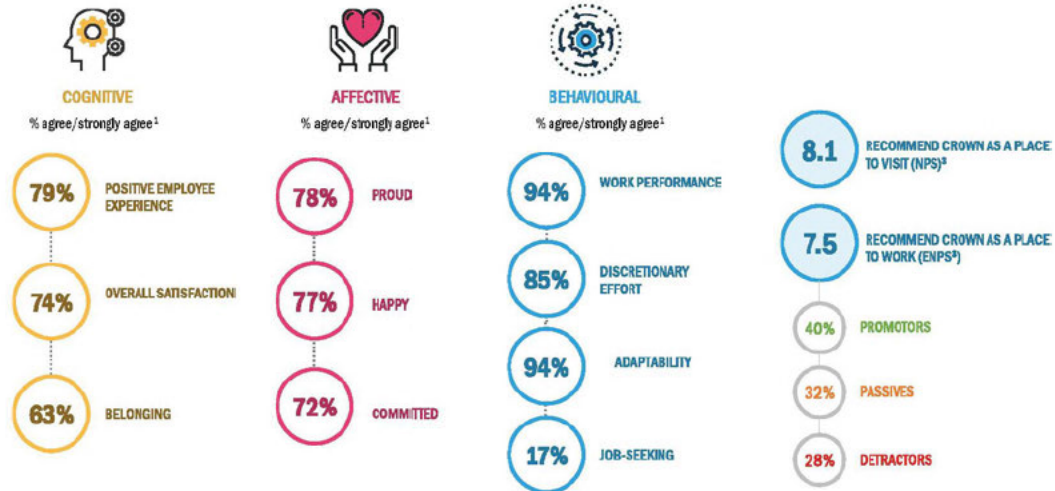 COGNITIVE
% agree/strongly agree¹
79%
POSITIVE EMPLOYEE
EXPERIENCE
74%
OVERALL SATISFACTION
63%
BELONGING
AFFECTIVE
% agree/strongly agree¹
78%
PROUD
77%
HAPPY
72%
COMMITTED
BEHAVIOURAL
% agree/strongly agree¹
94%
WORK PERFORMANCE
85%
DISCRETIONARY
EFFORT
94%
ADAPTABILITY
17%
JOB-SEEKING
8.1
RECOMMEND CROWN AS A PLACE
TO VISIT (NPS)²
7.5
RECOMMEND CROWN AS A PLACE
TO WORK (ENPS³)
40%
PROMOTORS
32%
PASSIVES
28%
DETRACTORS